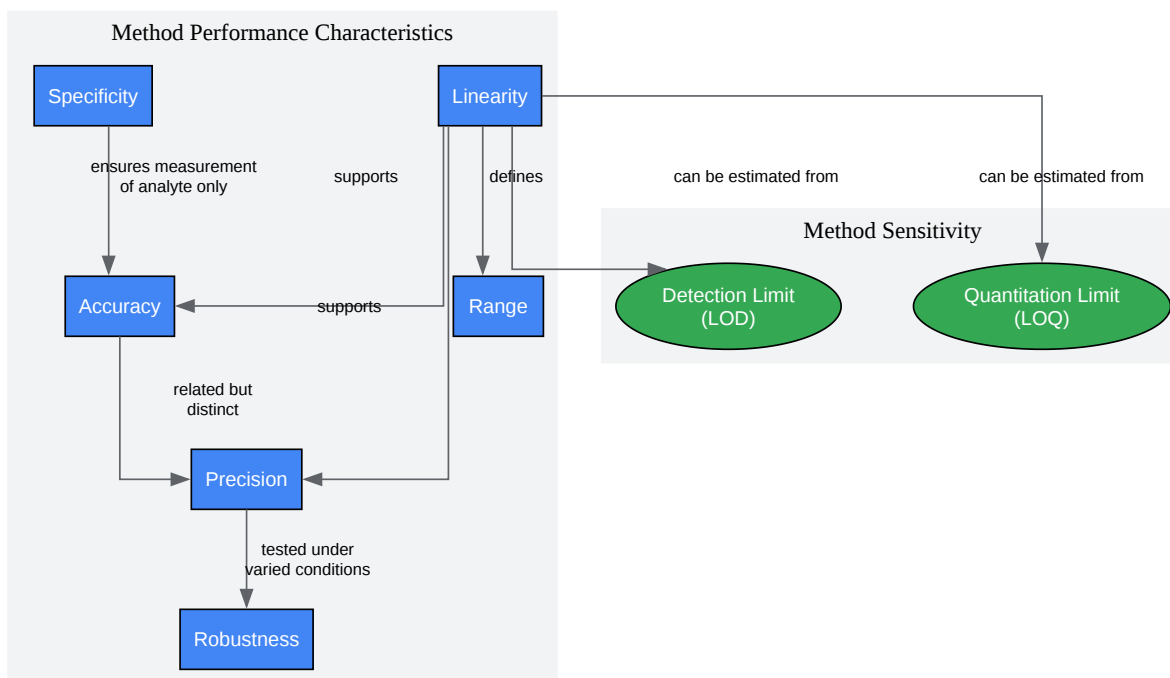 Method Performance Characteristics
Specificity
Linearity
ensures measurement
of analyte only
supports
defines
can be estimated from
can be estimated from
Method Sensitivity
Accuracy
supports
Range
Detection Limit
(LOD)
Quantitation Limit
(LOQ)
related but
distinct
Precision
tested under
varied conditions
Robustness